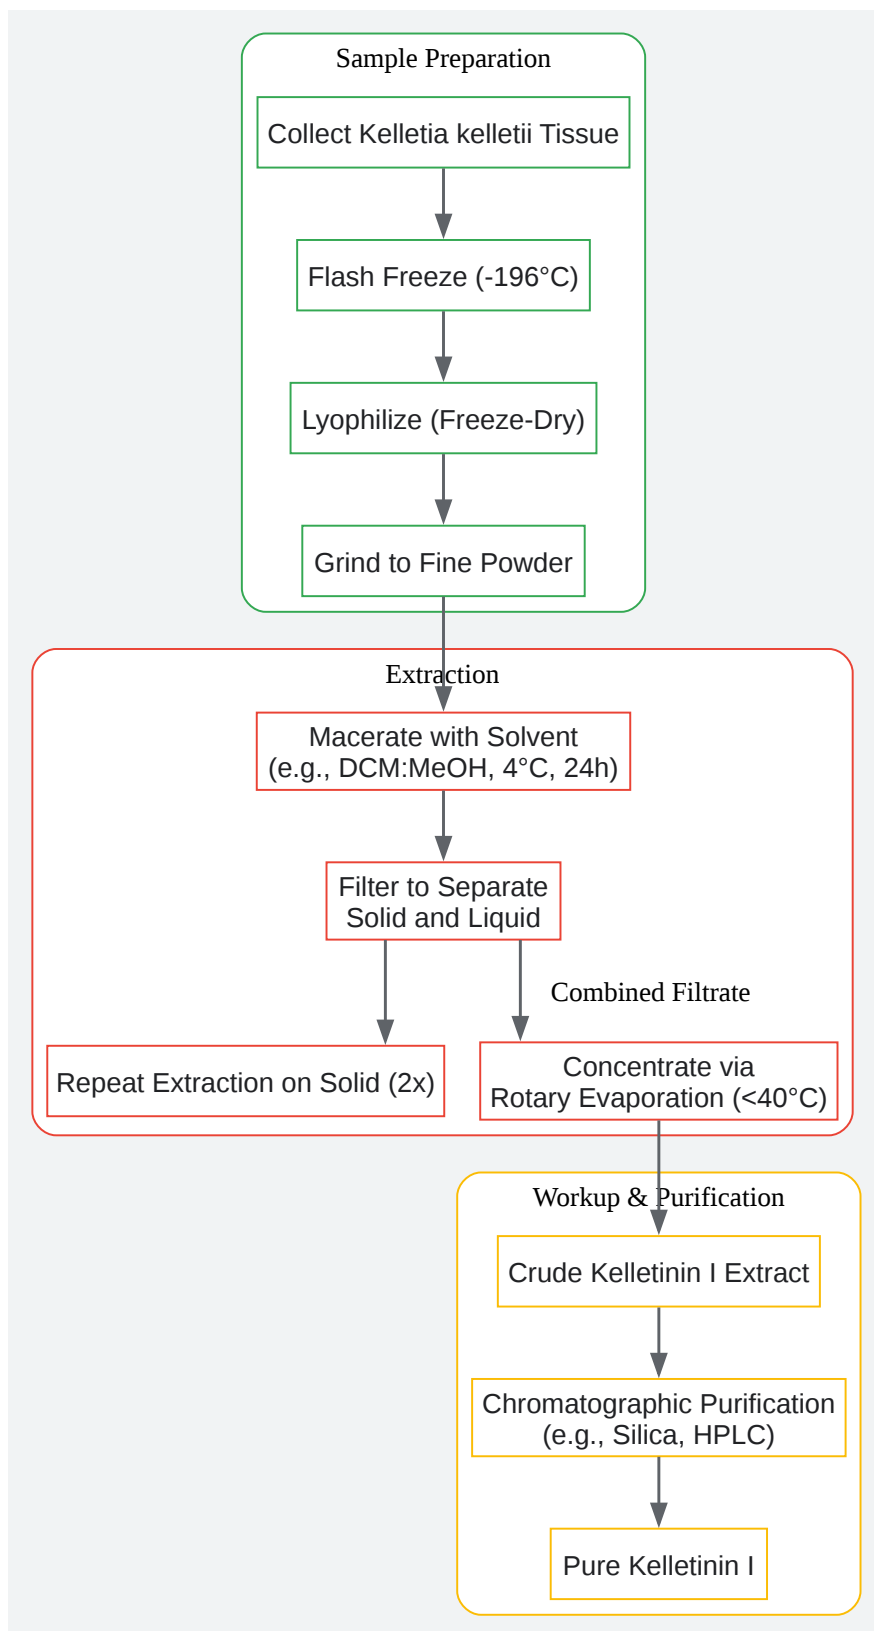 Sample Preparation
Collect Kelletia kelletii Tissue
Flash Freeze (-196°C)
Lyophilize (Freeze-Dry)
Grind to Fine Powder
Extraction
Macerate with Solvent
(e.g., DCM:MeOH, 4°C, 24h)
Filter to Separate
Solid and Liquid
Combined Filtrate
Repeat Extraction on Solid (2x)
Concentrate via
Rotary Evaporation (<40°C)
Workup & Purification
Crude Kelletinin I Extract
Chromatographic Purification
(e.g., Silica, HPLC)
Pure Kelletinin I